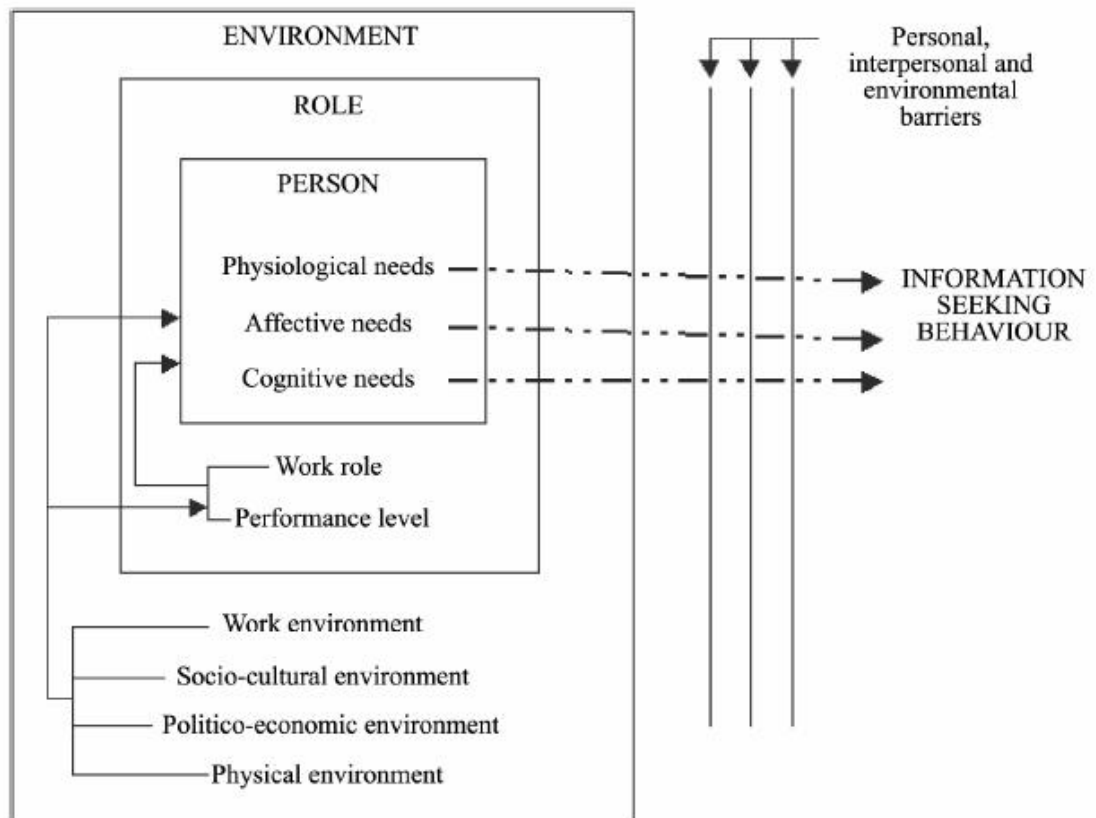 ENVIRONMENT
ROLE
PERSON
Physiological needs
Affective needs
Cognitive needs
Work role
Performance level
Work environment
Socio-cultural environment
Politico-economic environment
Physical environment
Personal,
interpersonal and
environmental
barriers
INFORMATION
SEEKING
BEHAVIOUR